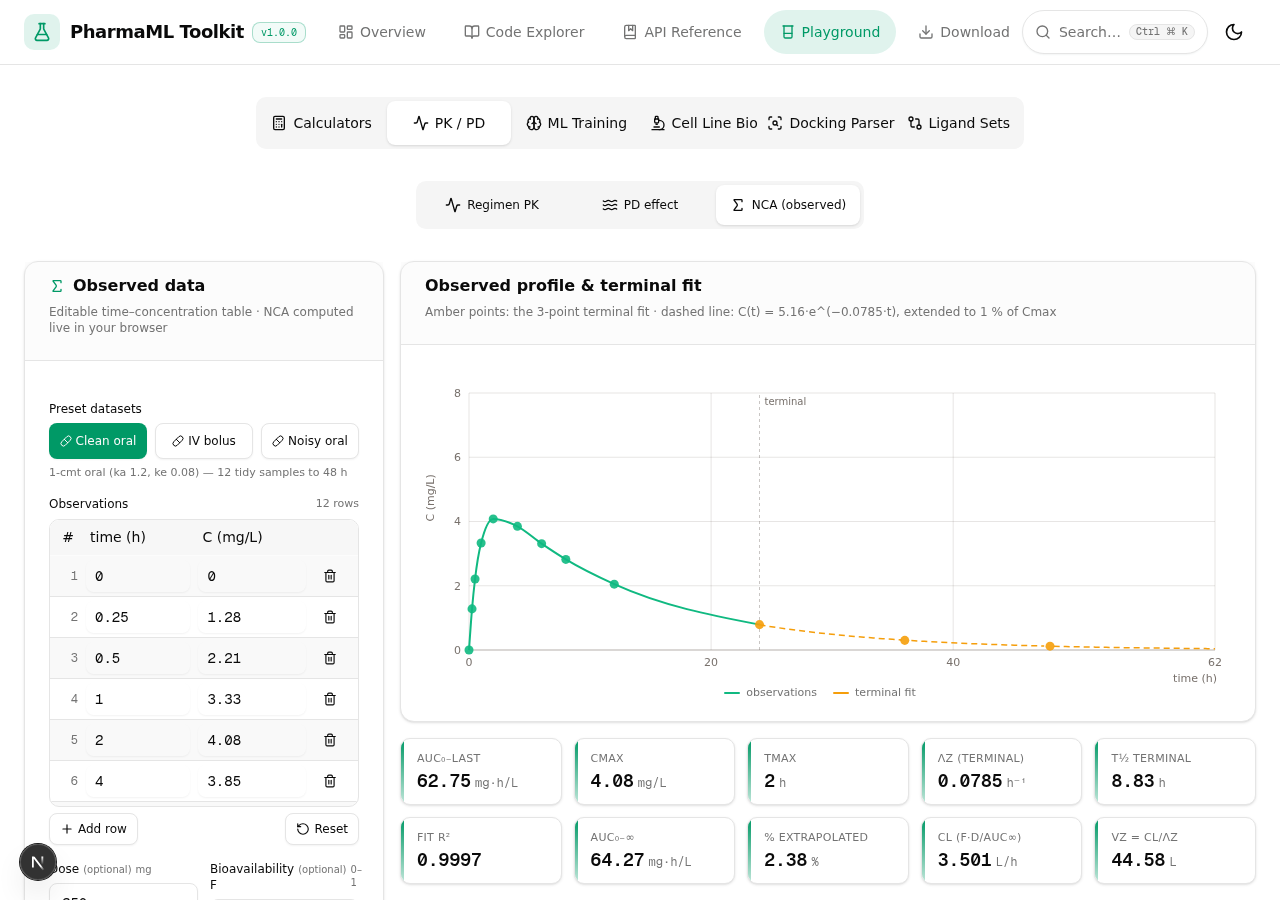 PharmaML Toolkit v1.0.0 Overview Code Explorer API Reference Playground Download Search... Ctrl ⌘ K
Calculators PK / PD ML Training Cell Line Bio Docking Parser Ligand Sets
Regimen PK PD effect NCA (observed)
Observed data
Editable time–concentration table · NCA computed
live in your browser
Preset datasets
Clean oral IV bolus Noisy oral
1-cmt oral (ka 1.2, ke 0.08) — 12 tidy samples to 48 h
Observations 12 rows
# time (h) C (mg/L)
1 0 0
2 0.25 1.28
3 0.5 2.21
4 1 3.33
5 2 4.08
6 4 3.85
Add row Reset
Dose (optional) mg
Bioavailability (optional) 0–1
F
N
Observed profile & terminal fit
Amber points: the 3-point terminal fit · dashed line: C(t) = 5.16·e^(−0.0785·t), extended to 1 % of Cmax
8
6
4
2
0
C (mg/L)
terminal
0 20 40 62
time (h)
observations terminal fit
AUC₀–LAST
62.75 mg·h/L
CMAX
4.08 mg/L
TMAX
2 h
ΛZ (TERMINAL)
0.0785 h⁻¹
T½ TERMINAL
8.83 h
FIT R²
0.9997
AUC₀–∞
64.27 mg·h/L
% EXTRAPOLATED
2.38 %
CL (F·D/AUC∞)
3.501 L/h
VZ = CL/ΛZ
44.58 L